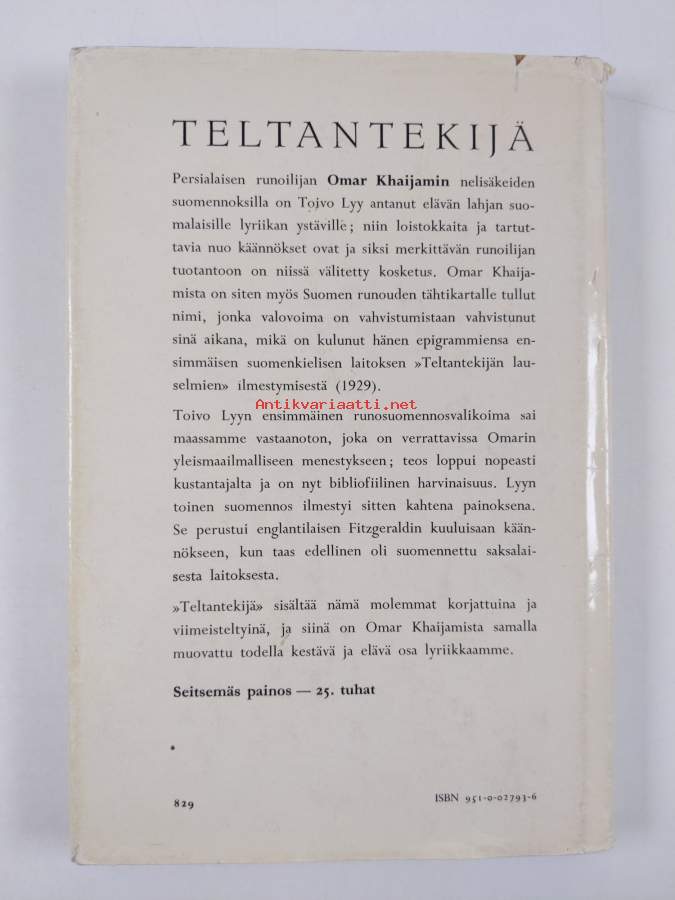 TELTANTEKIJÄ
Persialaisen runoilijan Omar Khaijamin nelisäkeiden
suomennoksilla on Toivo Lyy antanut elävän lahjan suo-
malaisille lyriikan ystäville; niin loistokkaita ja tartut-
tavia nuo käännökset ovat ja siksi merkittävän runoilijan
tuotantoon on niissä välitetty kosketus. Omar Khaija-
mista on siten myös Suomen runouden tähtikartalle tullut
nimi, jonka valovoima on vahvistumistaan vahvistunut
sinä aikana, mikä on kulunut hänen epigrammiensa en-
simmäisen suomenkielisen laitoksen »Teltantekijän lau-
selmien» ilmestymisestä (1929).
Antikvariaatti.net
Toivo Lyyn ensimmäinen runosuomennosvalikoima sai
maassamme vastaanoton, joka on verrattavissa Omarin
yleismaailmalliseen menestykseen; teos loppui nopeasti
kustantajalta ja on nyt bibliofiilinen harvinaisuus. Lyyn
toinen suomennos ilmestyi sitten kahtena painoksena.
Se perustui englantilaisen Fitzgeraldin kuuluisaan kään-
nökseen, kun taas edellinen oli suomennettu saksalai-
sesta laitoksesta.
»Teltantekijä» sisältää nämä molemmat korjattuina ja
viimeisteltyinä, ja siinä on Omar Khaijamista samalla
muovattu todella kestävä ja elävä osa lyriikkaamme.
Seitsemäs painos — 25. tuhat
829
ISBN 951-0-02793-6